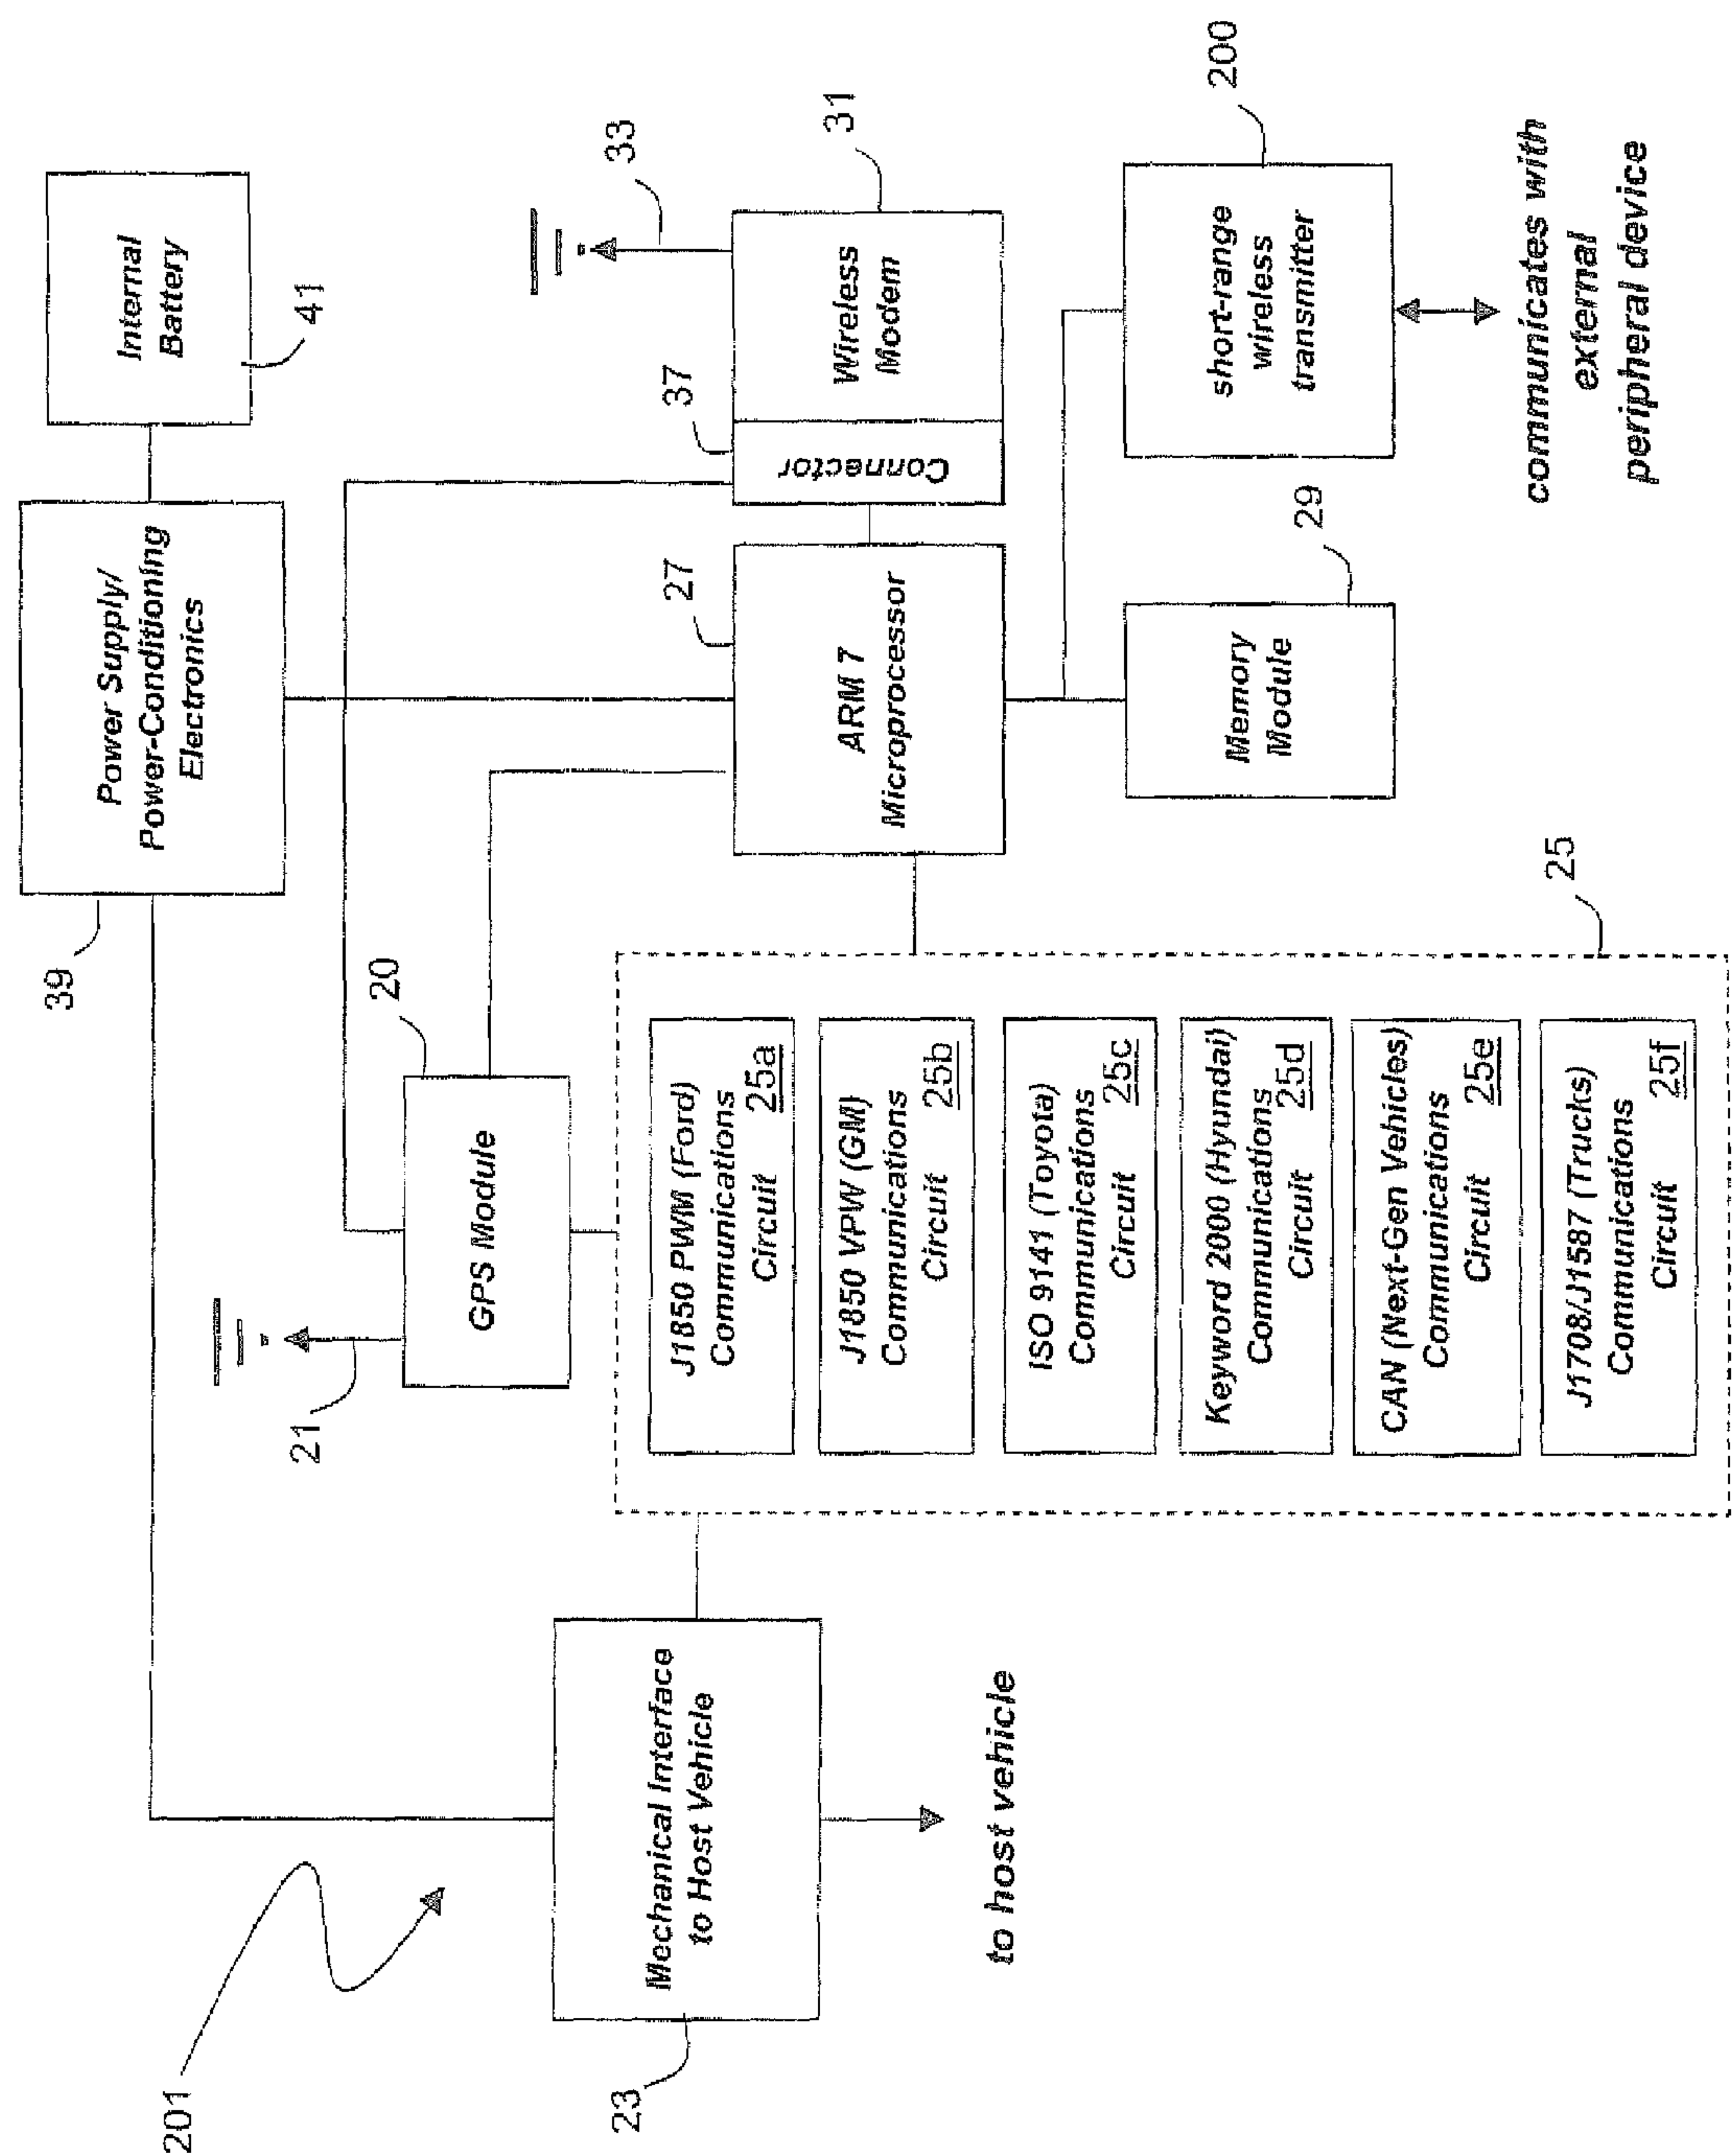 201
39
Power Supply/
Power-Conditioning
Electronics
Internal
Battery
41
21
20
GPS Module
33
27
37
31
23
Mechanical Interface
to Host Vehicle
to host vehicle
J1850 PWM (Ford)
Communications
Circuit 25a
J1850 VPW (GM)
Communications
Circuit 25b
ISO 9141 (Toyota)
Communications
Circuit 25c
Keyword 2000 (Hyundai)
Communications
Circuit 25d
CAN (Next-Gen Vehicles)
Communications
Circuit 25e
J1708/J1587 (Trucks)
Communications
Circuit 25f
25
ARM 7
Microprocessor
Connector
Wireless
Modem
Memory
Module
29
short-range
wireless
transmitter
200
communicates with
external
peripheral device